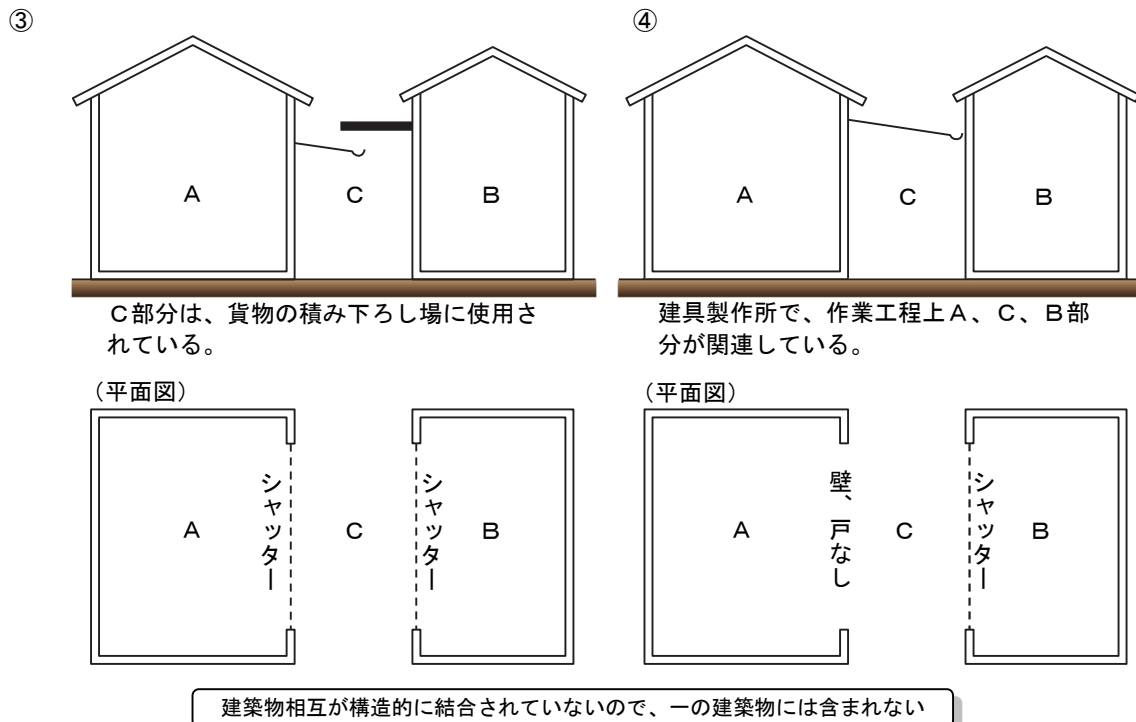 ③
④
A
C
B
A
C
B
C部分は、貨物の積み下ろし場に使用さ
れている。
建具製作所で、作業工程上A、C、B部
分が関連している。
(平面図)
(平面図)
A
シャッター
C
シャッター
B
A
壁、戸なし
C
シャッター
B
建築物相互が構造的に結合されていないので、一の建築物には含まれない